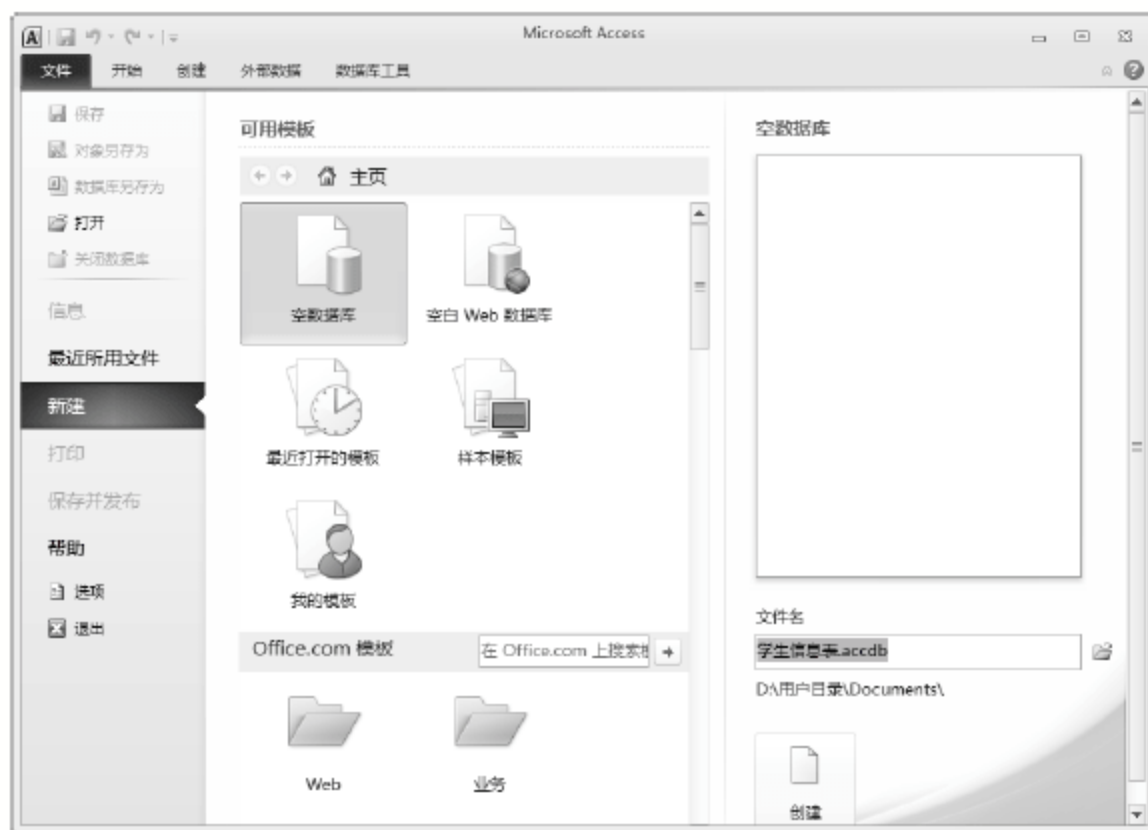 Microsoft Access
文件 开始 创建 外部数据 数据库工具
保存
对象另存为
数据库另存为
打开
关闭数据库
信息
最近所用文件
新建
打印
保存并发布
帮助
选项
退出
可用模板
主页
空数据库
空白 Web 数据库
最近打开的模板
样本模板
我的模板
Office.com 模板
在 Office.com 上搜索
Web
业务
空数据库
文件名
学生信息表.accdb
D:\用户目录\Documents\
创建